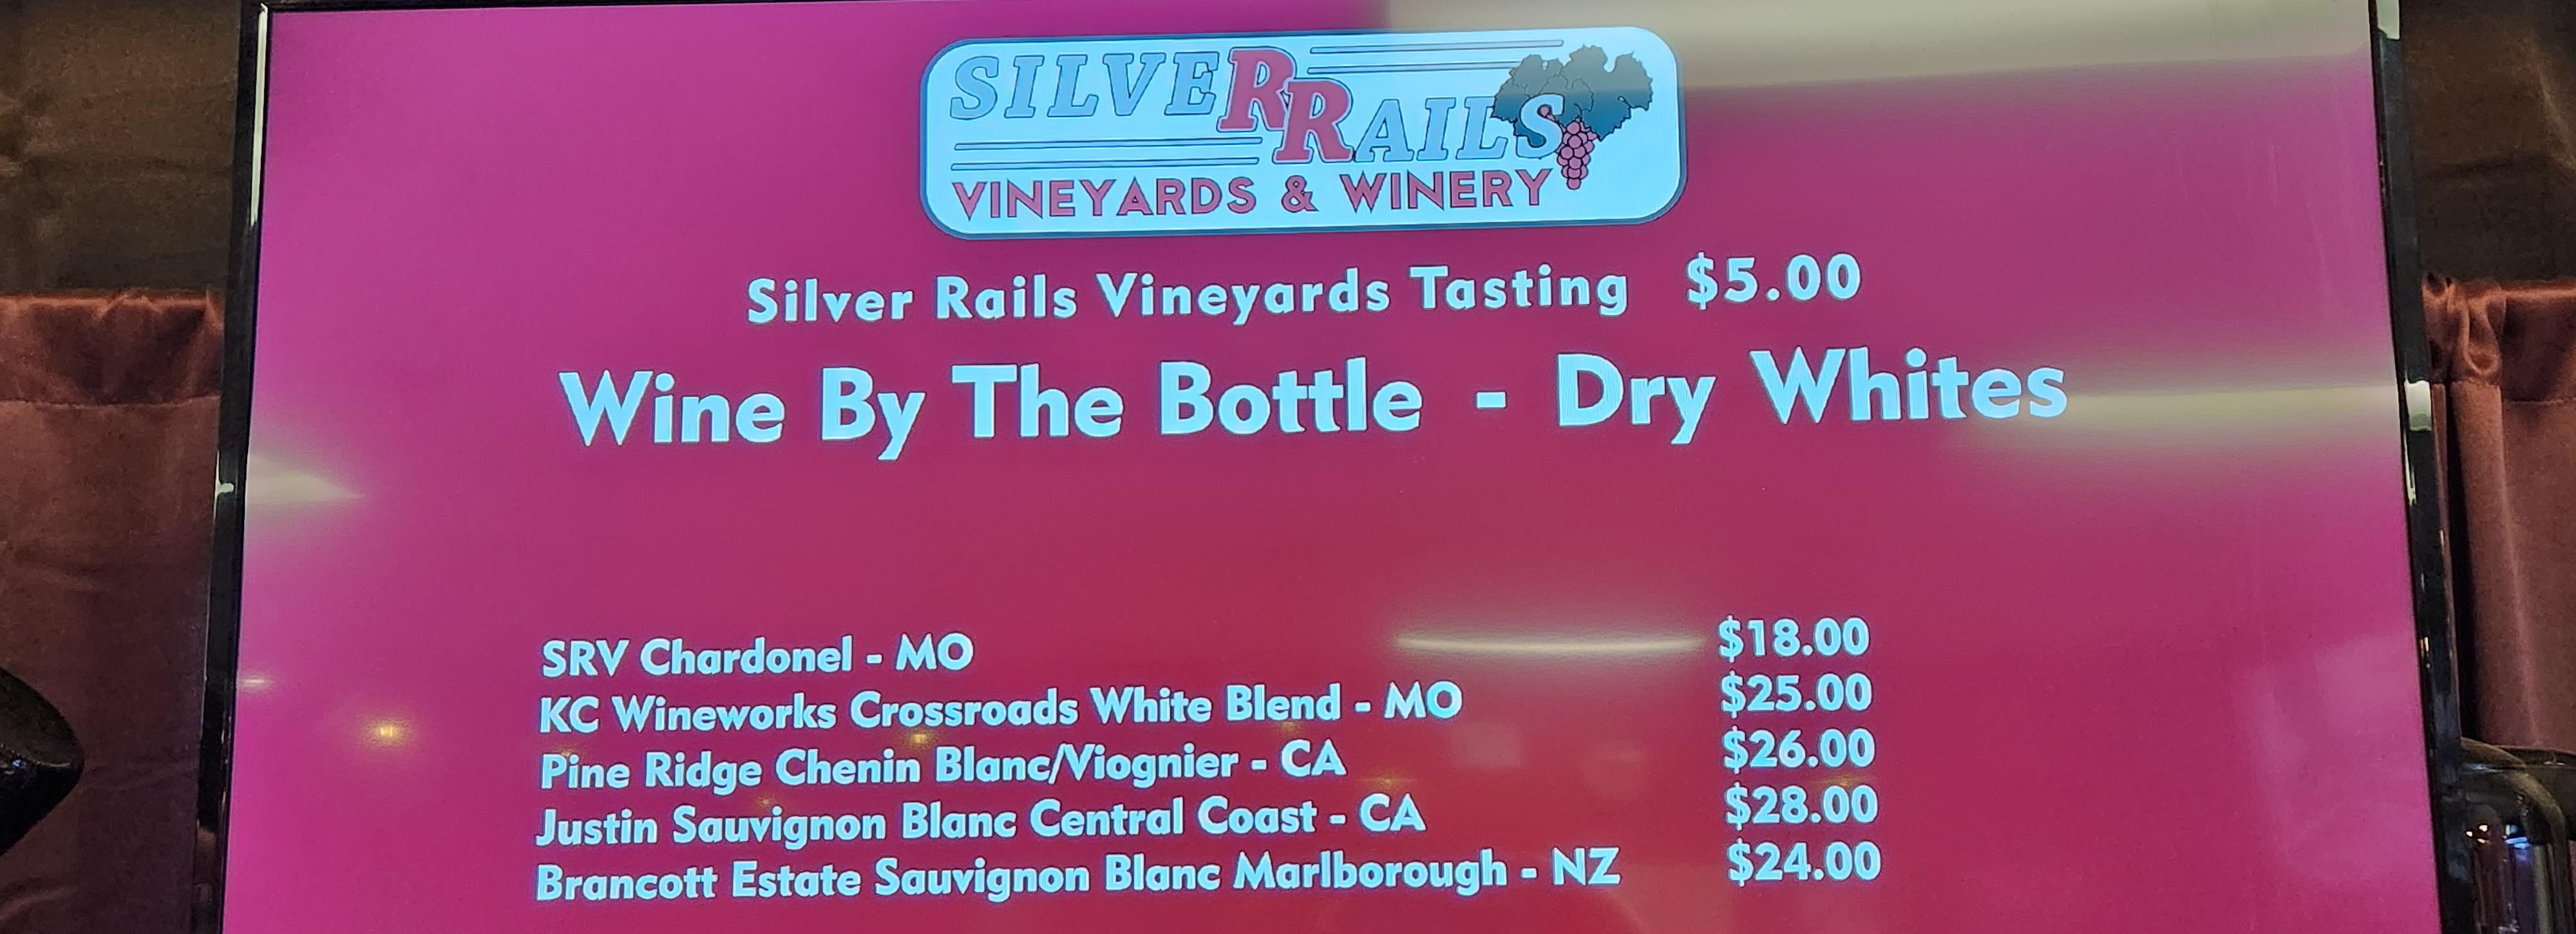 SILVER RAILS
VINEYARDS & WINERY
Silver Rails Vineyards Tasting $5.00
Wine By The Bottle - Dry Whites
SRV Chardonel - MO $18.00
KC Wineworks Crossroads White Blend - MO $25.00
Pine Ridge Chenin Blanc/Viognier - CA $26.00
Justin Sauvignon Blanc Central Coast - CA $28.00
Brancott Estate Sauvignon Blanc Marlborough - NZ $24.00